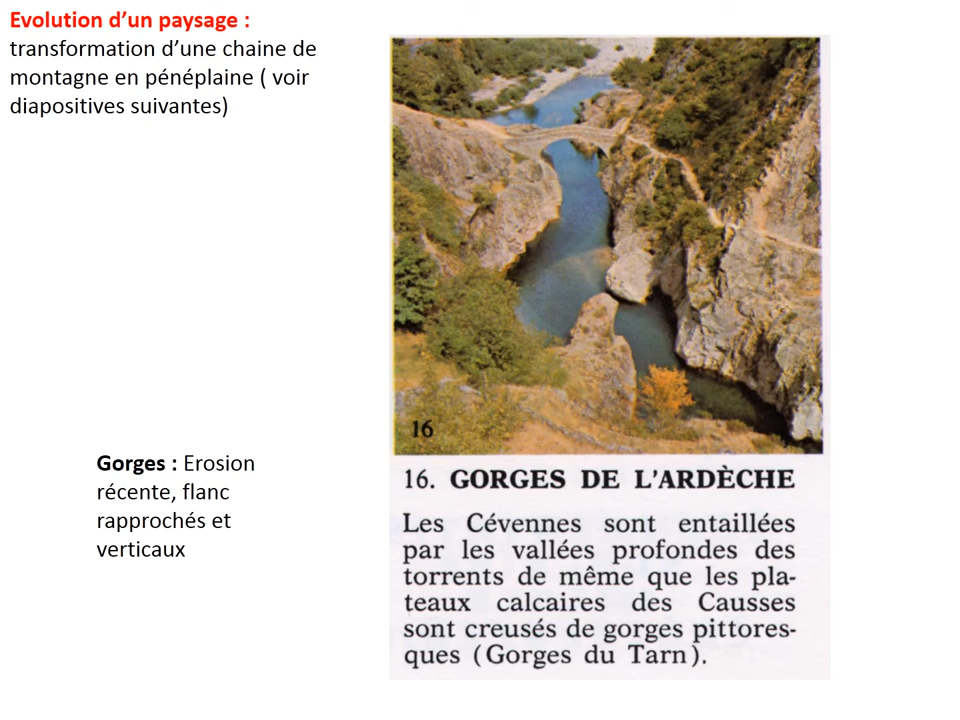 Evolution d’un paysage :
transformation d’une chaine de
montagne en pénéplaine ( voir
diapositives suivantes)
16
Gorges : Erosion
récente, flanc
rapprochés et
verticaux
16. GORGES DE L’ARDÈCHE
Les Cévennes sont entaillées
par les vallées profondes des
torrents de même que les pla-
teaux calcaires des Causses
sont creusés de gorges pittores-
ques (Gorges du Tarn).